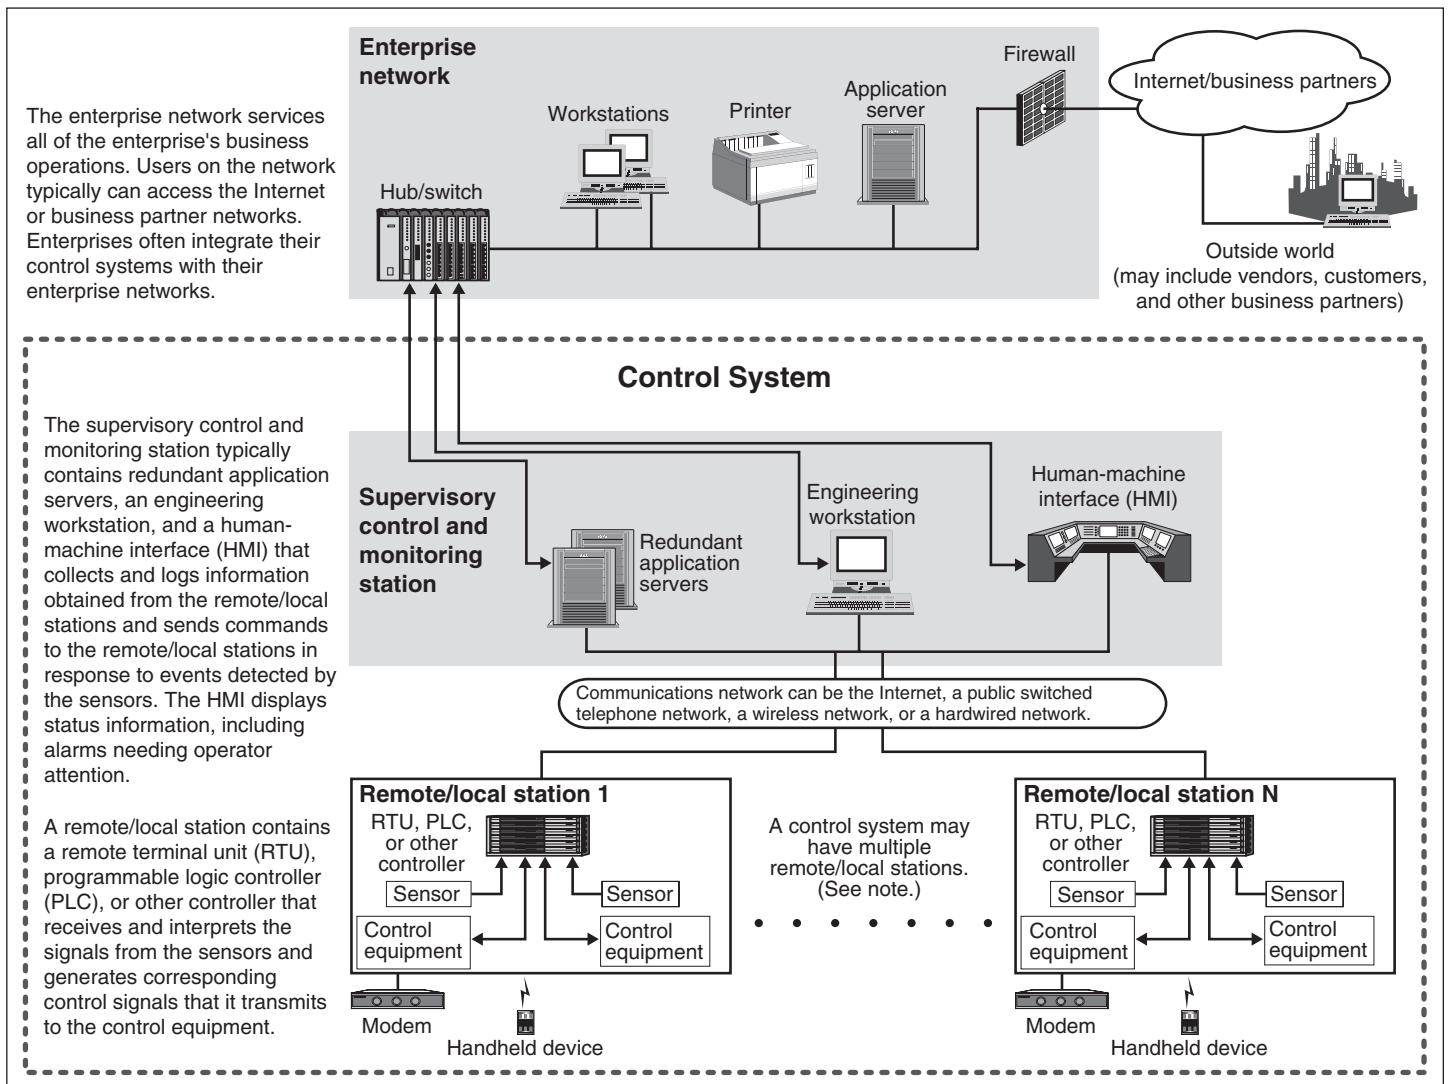 Enterprise
network
Firewall
Internet/business partners
Application
server
Printer
Workstations
Hub/switch
The enterprise network services
all of the enterprise's business
operations. Users on the network
typically can access the Internet
or business partner networks.
Enterprises often integrate their
control systems with their
enterprise networks.
Outside world
(may include vendors, customers,
and other business partners)
Control System
The supervisory control and
monitoring station typically
contains redundant application
servers, an engineering
workstation, and a human-
machine interface (HMI) that
collects and logs information
obtained from the remote/local
stations and sends commands
to the remote/local stations in
response to events detected by
the sensors. The HMI displays
status information, including
alarms needing operator
attention.
Supervisory
control and
monitoring
station
Redundant
application
servers
Engineering
workstation
Human-machine
interface (HMI)
Communications network can be the Internet, a public switched
telephone network, a wireless network, or a hardwired network.
A remote/local station contains
a remote terminal unit (RTU),
programmable logic controller
(PLC), or other controller that
receives and interprets the
signals from the sensors and
generates corresponding
control signals that it transmits
to the control equipment.
Remote/local station 1
RTU, PLC,
or other
controller
Sensor
Sensor
Control
equipment
Control
equipment
Modem
Handheld device
A control system may
have multiple
remote/local stations.
(See note.)
Remote/local station N
RTU, PLC,
or other
controller
Sensor
Sensor
Control
equipment
Control
equipment
Modem
Handheld device